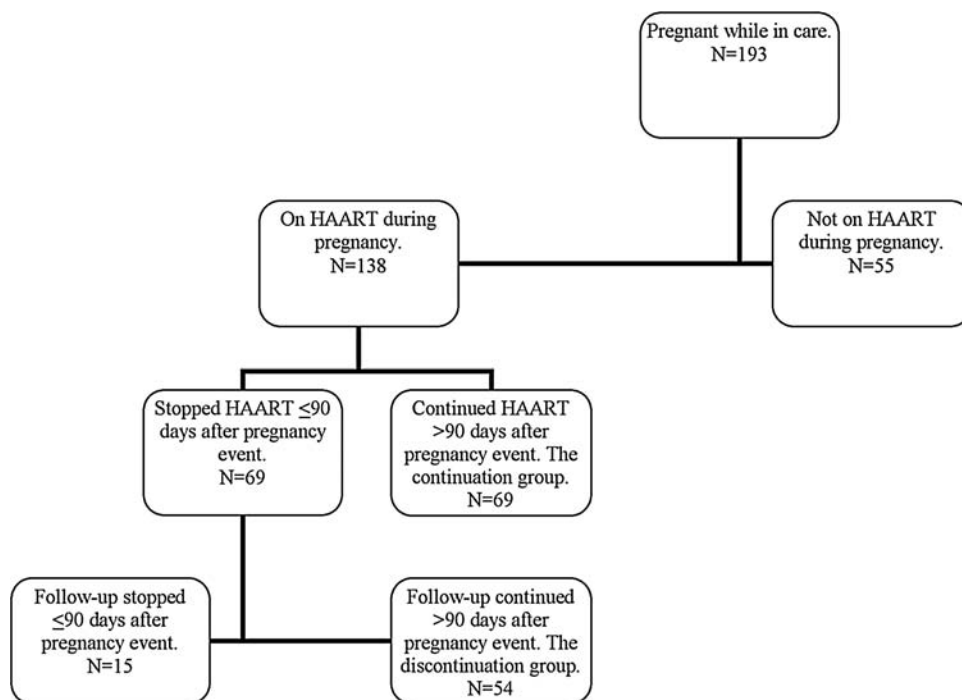 Pregnant while in care.
N=193
On HAART during
pregnancy.
N=138
Not on HAART
during pregnancy.
N=55
Stopped HAART ≤90
days after pregnancy
event.
N=69
Continued HAART
>90 days after
pregnancy event. The
continuation group.
N=69
Follow-up stopped
≤90 days after
pregnancy event.
N=15
Follow-up continued
>90 days after
pregnancy event. The
discontinuation group.
N=54